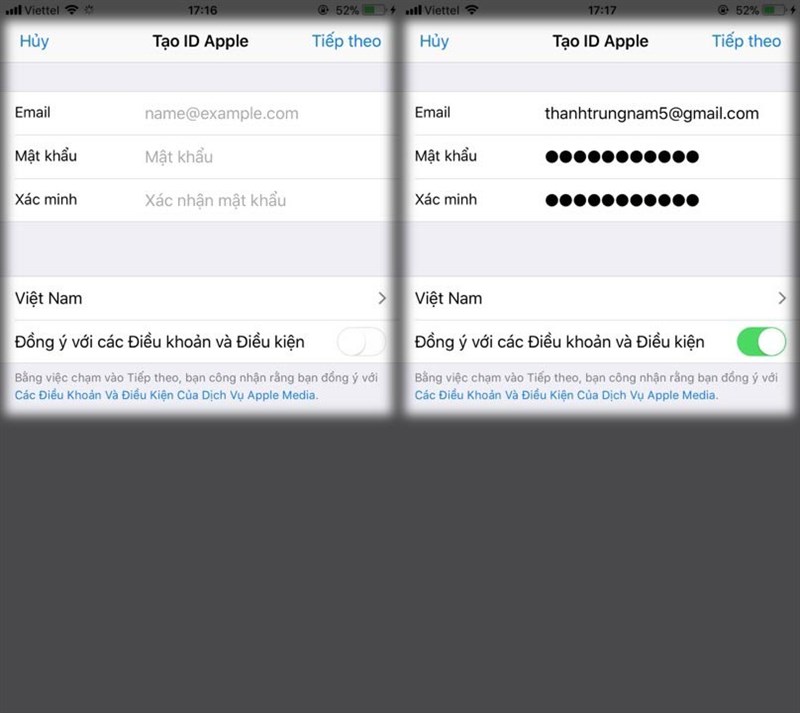 Viettel 17:16 52%
Hủy Tạo ID Apple Tiếp theo
Email name@example.com
Mật khẩu Mật khẩu
Xác minh Xác nhận mật khẩu
Việt Nam
Đồng ý với các Điều khoản và Điều kiện
Bằng việc chạm vào Tiếp theo, bạn công nhận rằng bạn đồng ý với
Các Điều Khoản Và Điều Kiện Của Dịch Vụ Apple Media.
Viettel 17:17 52%
Hủy Tạo ID Apple Tiếp theo
Email thanhtrungnam5@gmail.com
Mật khẩu ●●●●●●●●●●●
Xác minh ●●●●●●●●●●●
Việt Nam
Đồng ý với các Điều khoản và Điều kiện
Bằng việc chạm vào Tiếp theo, bạn công nhận rằng bạn đồng ý với
Các Điều Khoản Và Điều Kiện Của Dịch Vụ Apple Media.